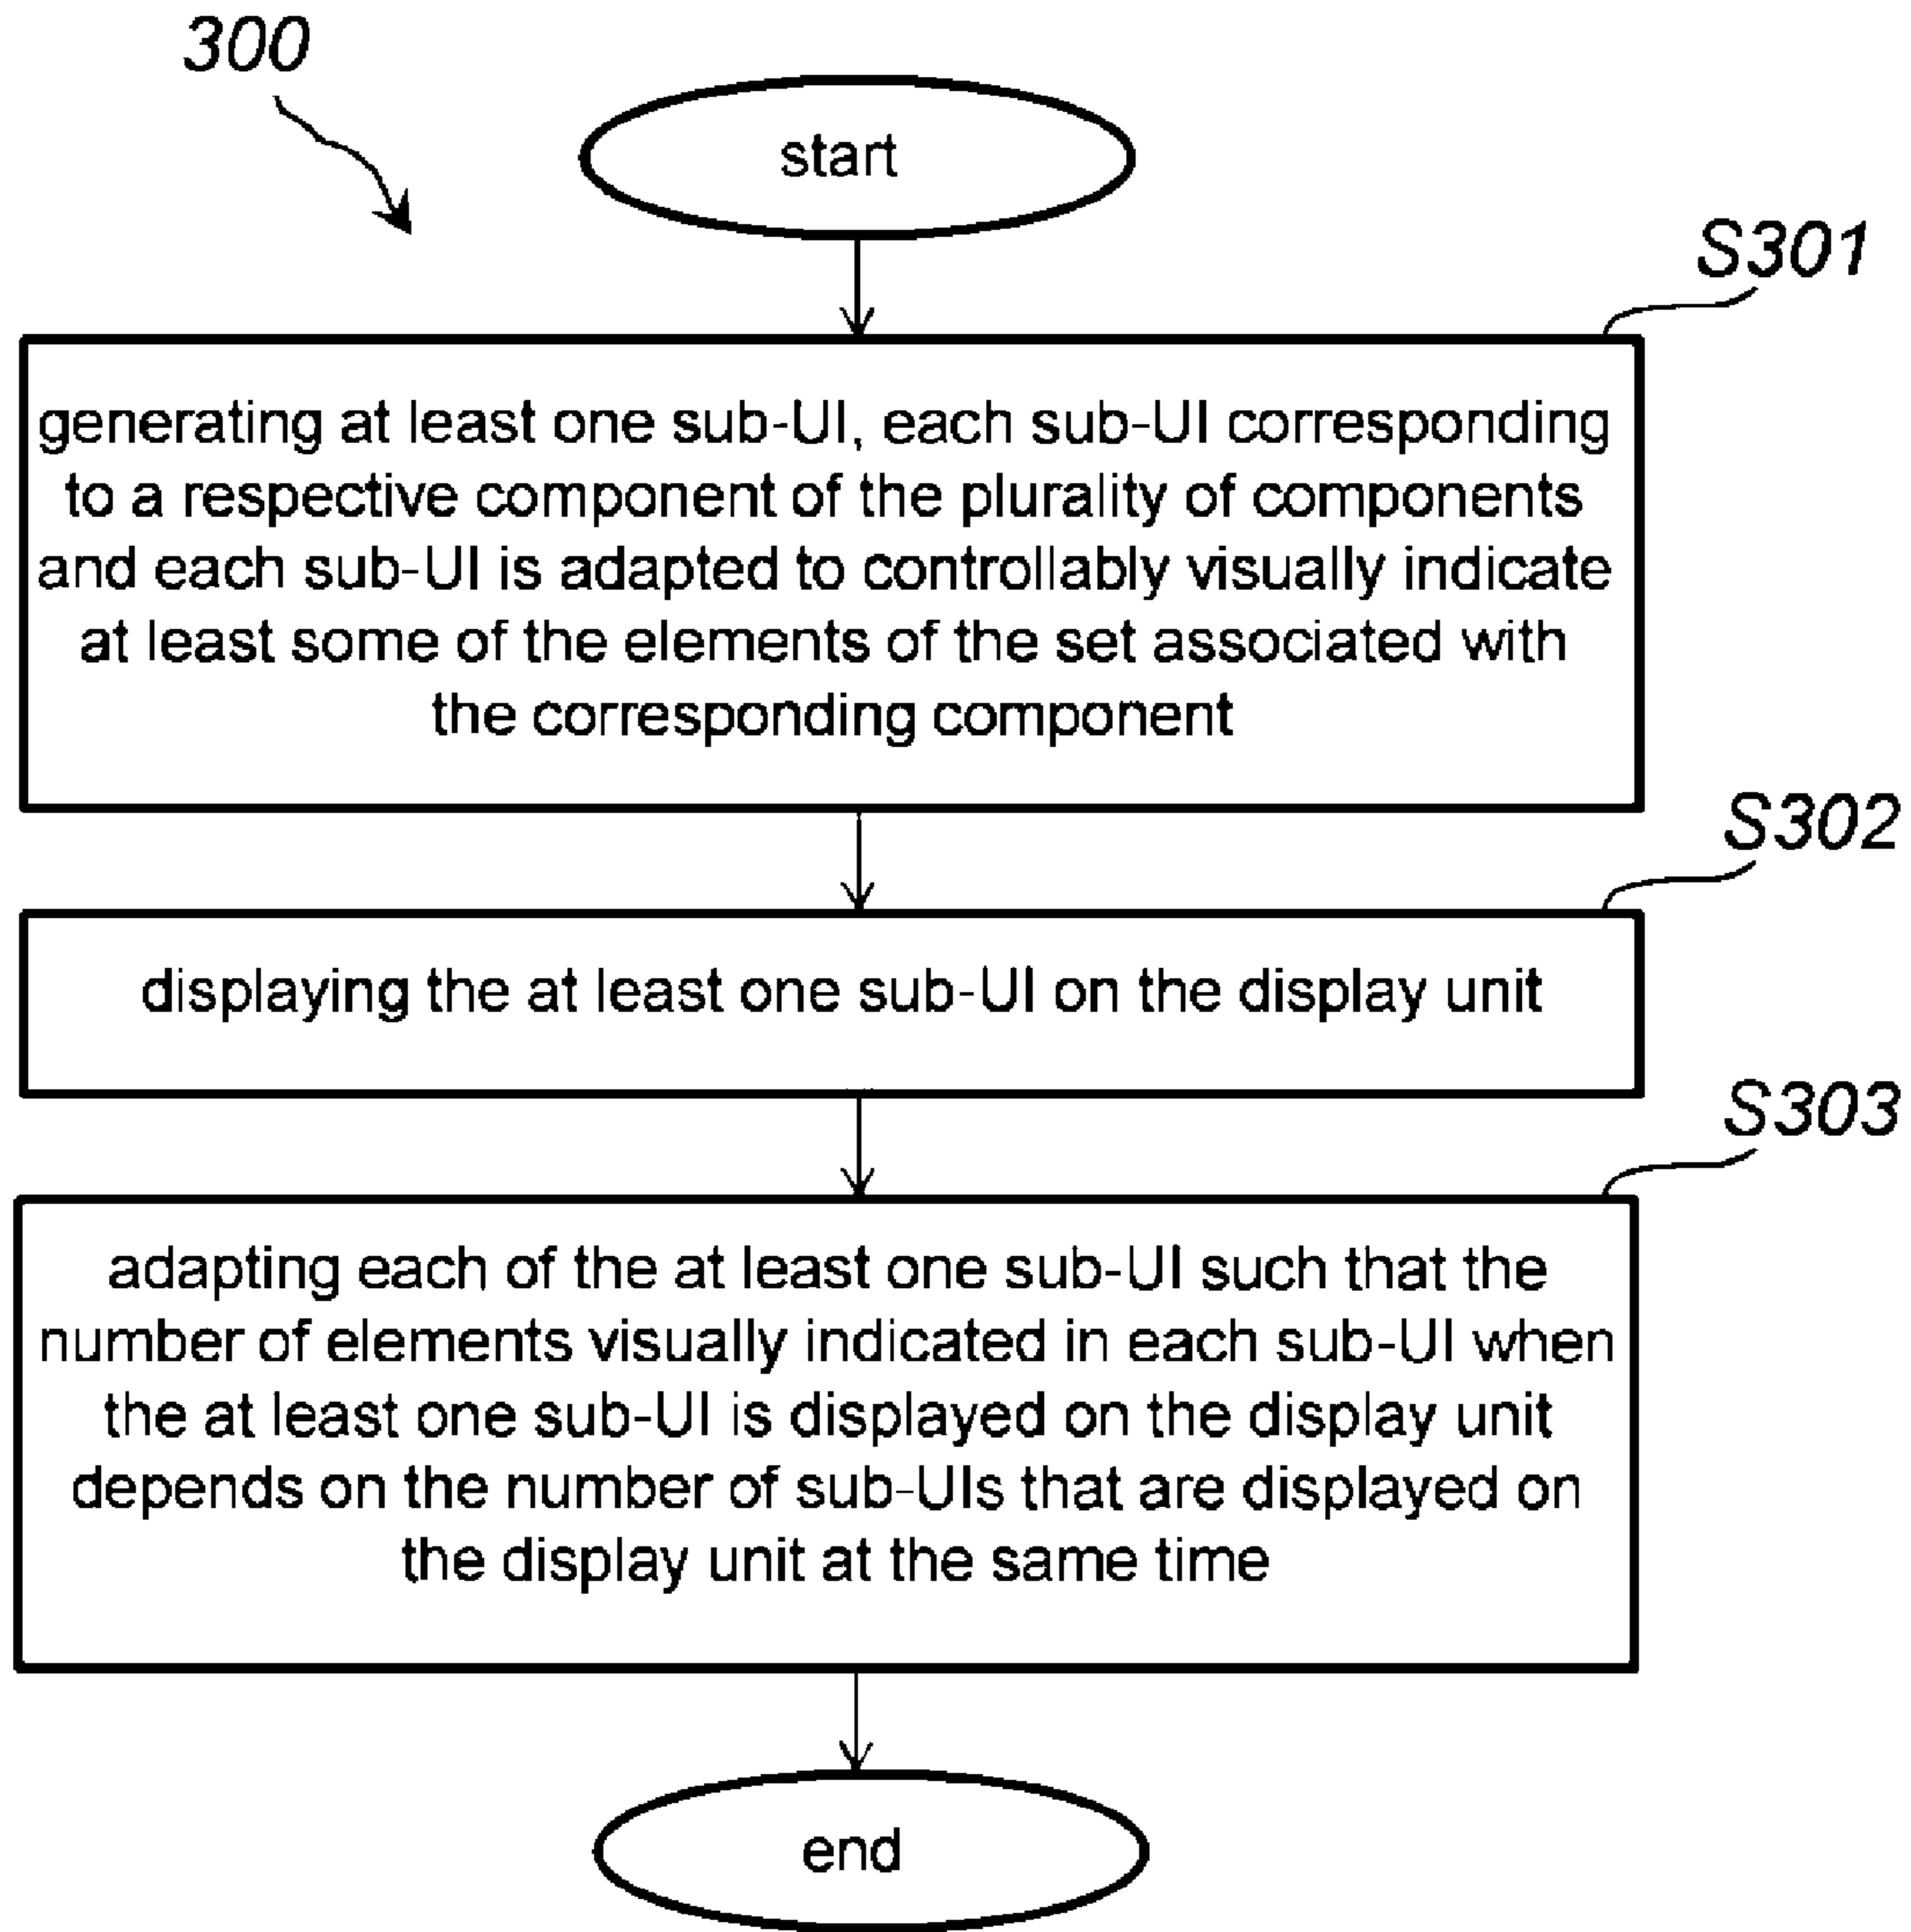 300
start
S301
generating at least one sub-UI, each sub-UI corresponding
to a respective component of the plurality of components
and each sub-UI is adapted to controllably visually indicate
at least some of the elements of the set associated with
the corresponding component
S302
displaying the at least one sub-UI on the display unit
S303
adapting each of the at least one sub-UI such that the
number of elements visually indicated in each sub-UI when
the at least one sub-UI is displayed on the display unit
depends on the number of sub-UIs that are displayed on
the display unit at the same time
end